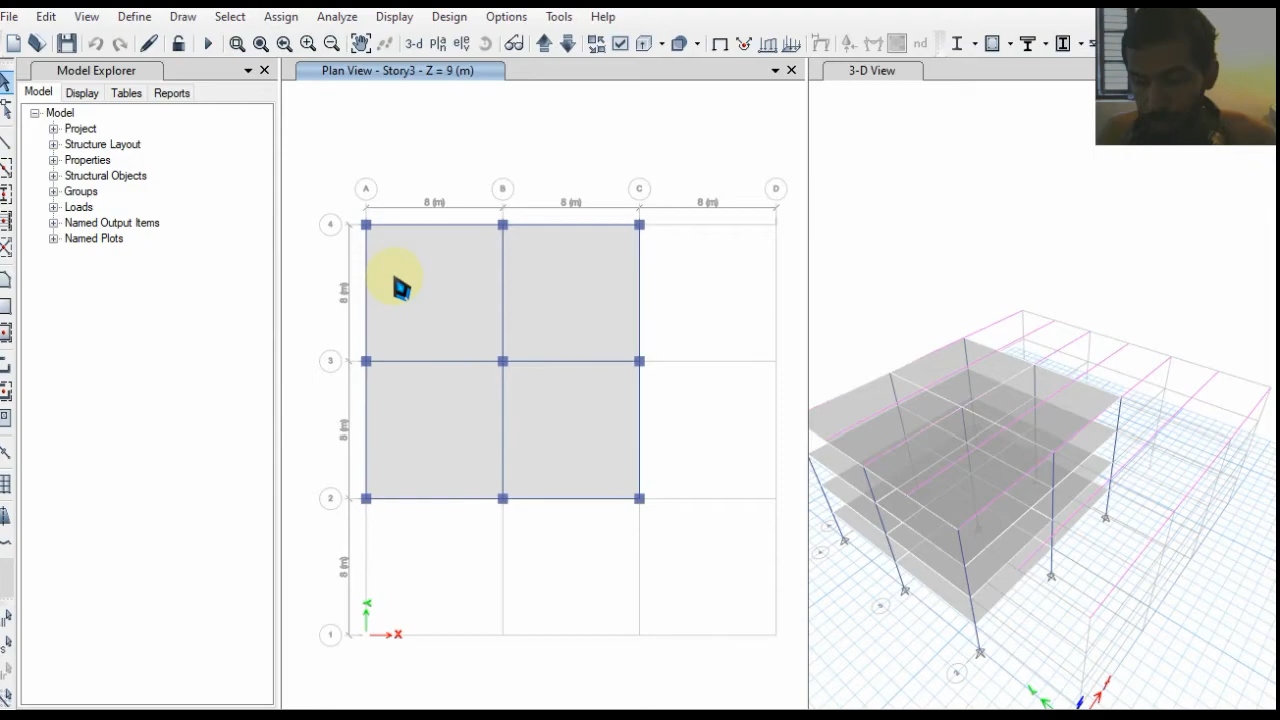 File Edit View Define Draw Select Assign Analyze Display Design Options Tools Help
3-d
nd
Model Explorer
Plan View - Story3 - Z = 9 (m)
3-D View
Model Display Tables Reports
Model
Project
Structure Layout
Properties
Structural Objects
Groups
Loads
Named Output Items
Named Plots
A B C D
8 (m) 8 (m) 8 (m)
4
8 (m)
3
8 (m)
2
8 (m)
1
Y
X